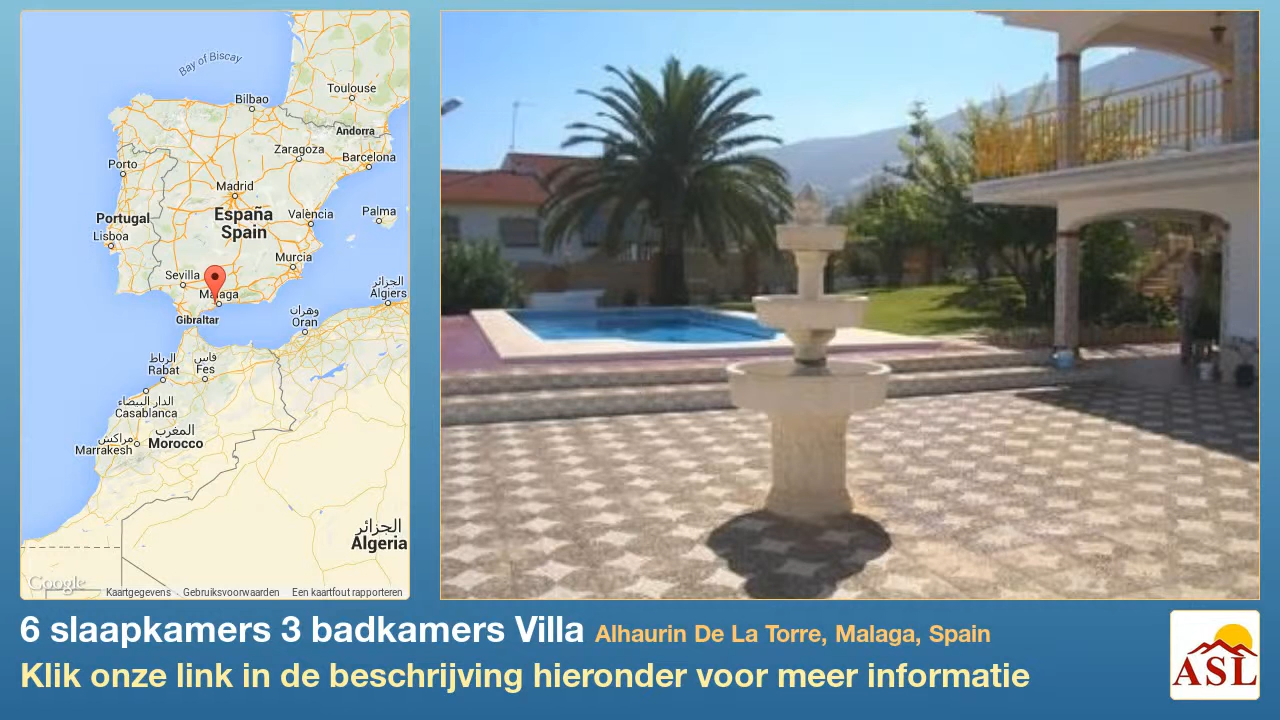 Bay of Biscay
Toulouse
Bilbao
Andorra
Zaragoza
Barcelona
Porto
Madrid
Portugal
España
Spain
Valencia
Palma
Lisboa
Murcia
Sevilla
Malaga
الجزائر
Algiers
وهران
Oran
Gibraltar
الرباط
Rabat
فاس
Fes
الدار البيضاء
Casablanca
المغرب
Morocco
مراكش
Marrakesh
الجزائر
Algeria
Google
Kaartgegevens Gebruiksvoorwaarden Een kaartfout rapporteren
6 slaapkamers 3 badkamers Villa Alhaurin De La Torre, Malaga, Spain
Klik onze link in de beschrijving hieronder voor meer informatie
ASL